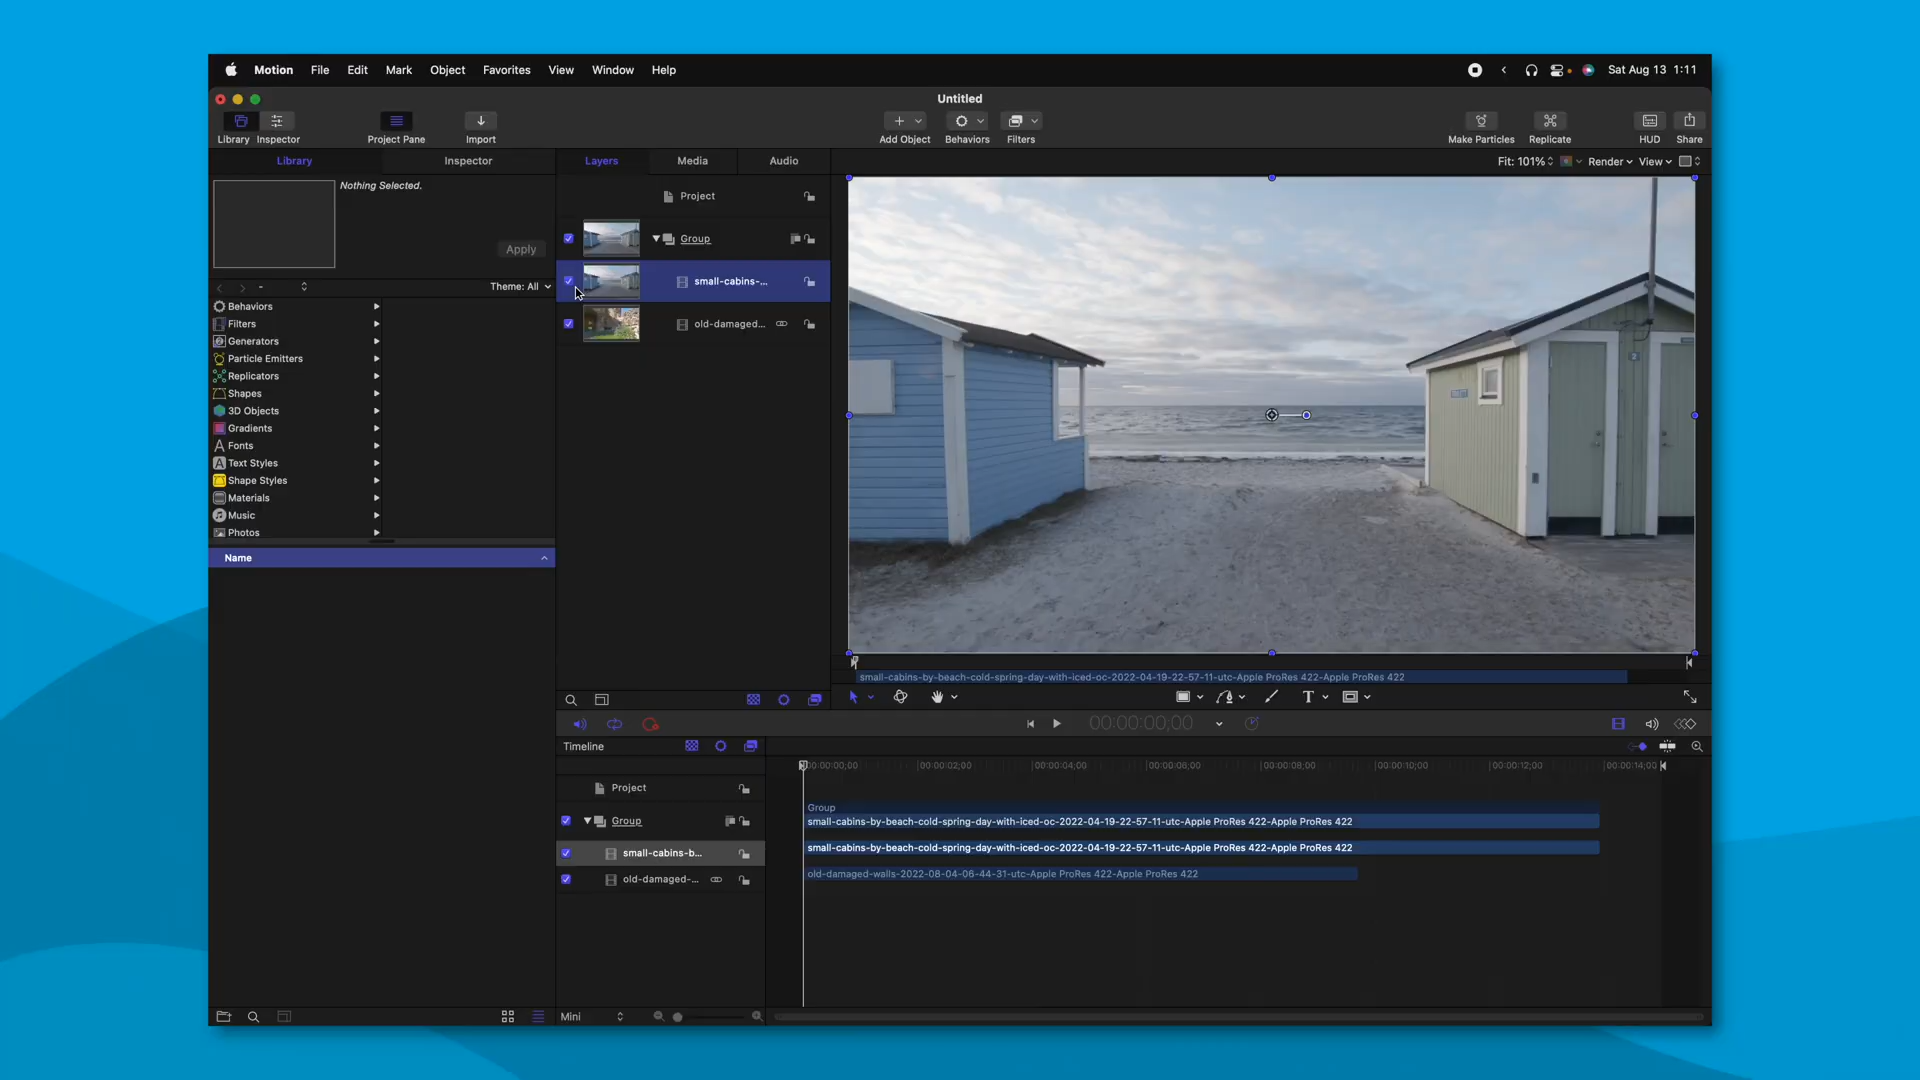 Motion File Edit Mark Object Favorites View Window Help
Sat Aug 13 1:11
Untitled
Library Inspector Project Pane Import Add Object Behaviors Filters Make Particles Replicate HUD Share
Library Inspector Layers Media Audio
Fit: 101% Render View
Nothing Selected.
Apply
Theme: All
Behaviors
Filters
Generators
Particle Emitters
Replicators
Shapes
3D Objects
Gradients
Fonts
Text Styles
Shape Styles
Materials
Music
Photos
Name
Project
Group
small-cabins-...
old-damaged...
2
small-cabins-by-beach-cold-spring-day-with-iced-oc-2022-04-19-22-57-11-utc-Apple ProRes 422-Apple ProRes 422
00:00:00;00
Timeline
00:00:00;00 00:00:02;00 00:00:04;00 00:00:06;00 00:00:08;00 00:00:10;00 00:00:12;00 00:00:14;00
Project
Group
small-cabins-b...
old-damaged-...
Group
small-cabins-by-beach-cold-spring-day-with-iced-oc-2022-04-19-22-57-11-utc-Apple ProRes 422-Apple ProRes 422
small-cabins-by-beach-cold-spring-day-with-iced-oc-2022-04-19-22-57-11-utc-Apple ProRes 422-Apple ProRes 422
old-damaged-walls-2022-08-04-06-44-31-utc-Apple ProRes 422-Apple ProRes 422
Mini